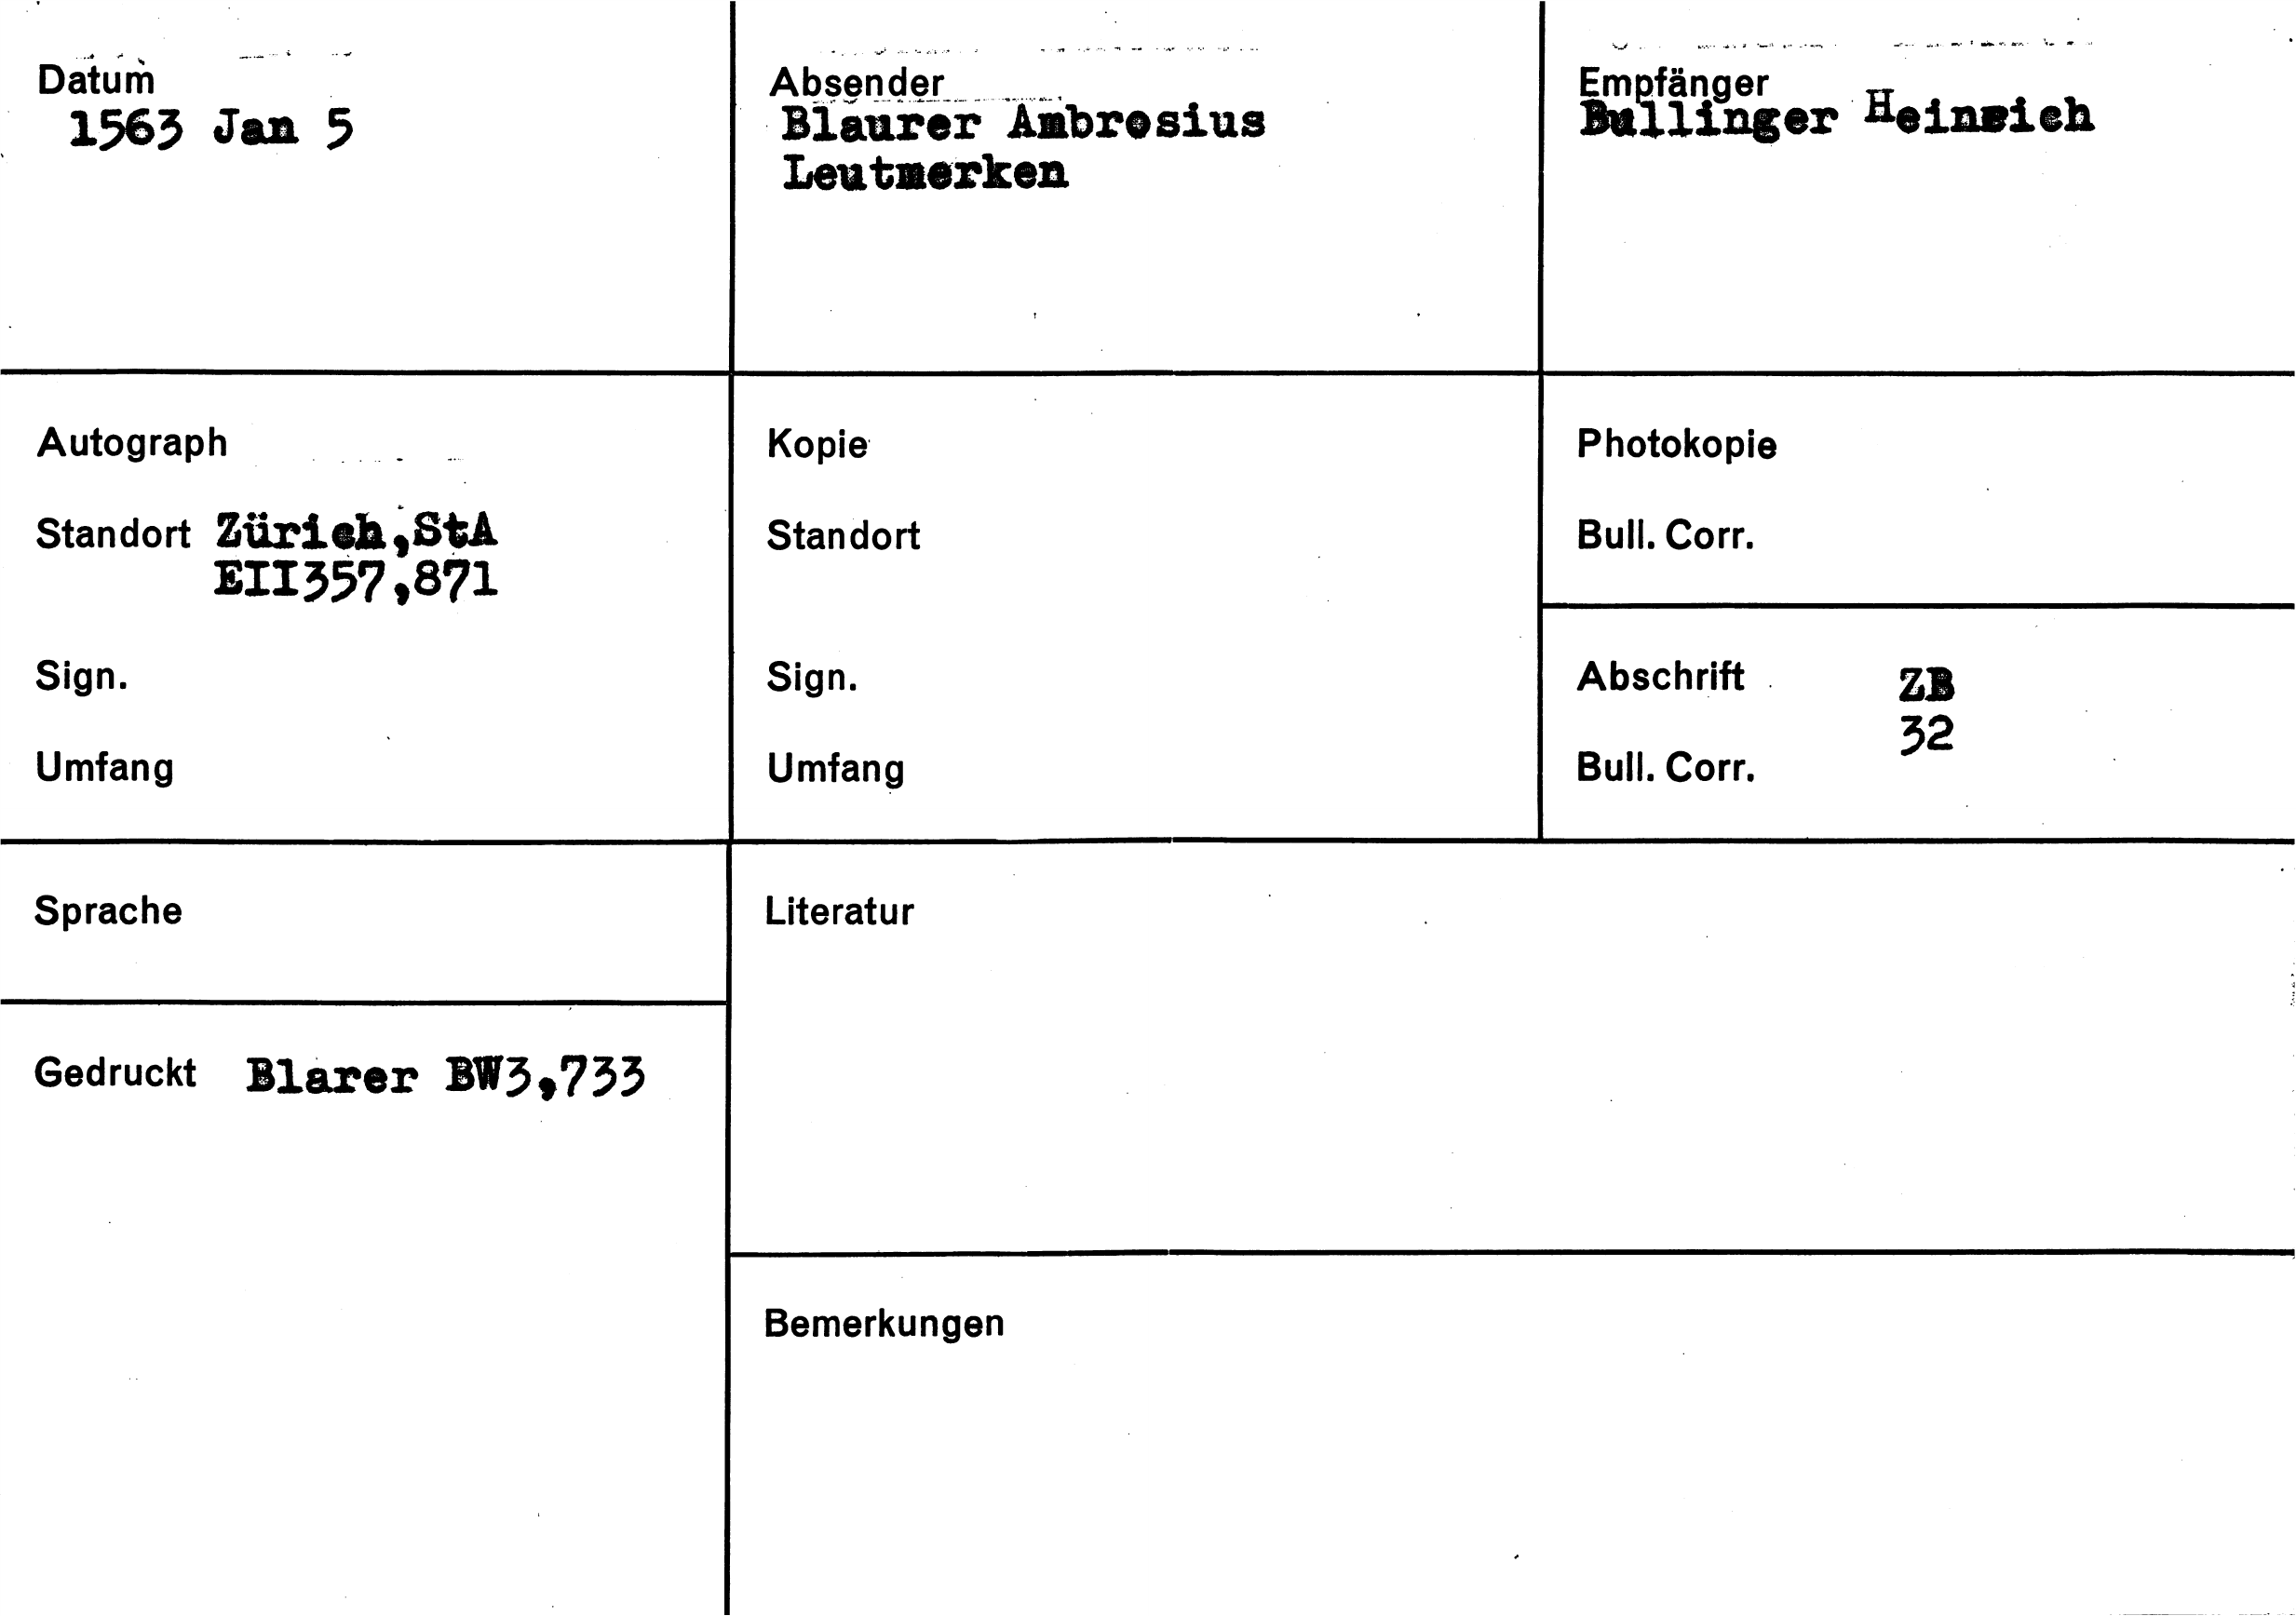 Datum
1563 Jan 5
Absender
Blaurer Ambrosius
Leutmerken
Empfänger
Bullinger Heinrich
Autograph
Standort Zürich,StA
EII357,871
Sign.
Umfang
Kopie
Standort
Sign.
Umfang
Photokopie
Bull. Corr.
Abschrift ZB
32
Bull. Corr.
Sprache
Gedruckt Blarer BW3,733
Literatur
Bemerkungen